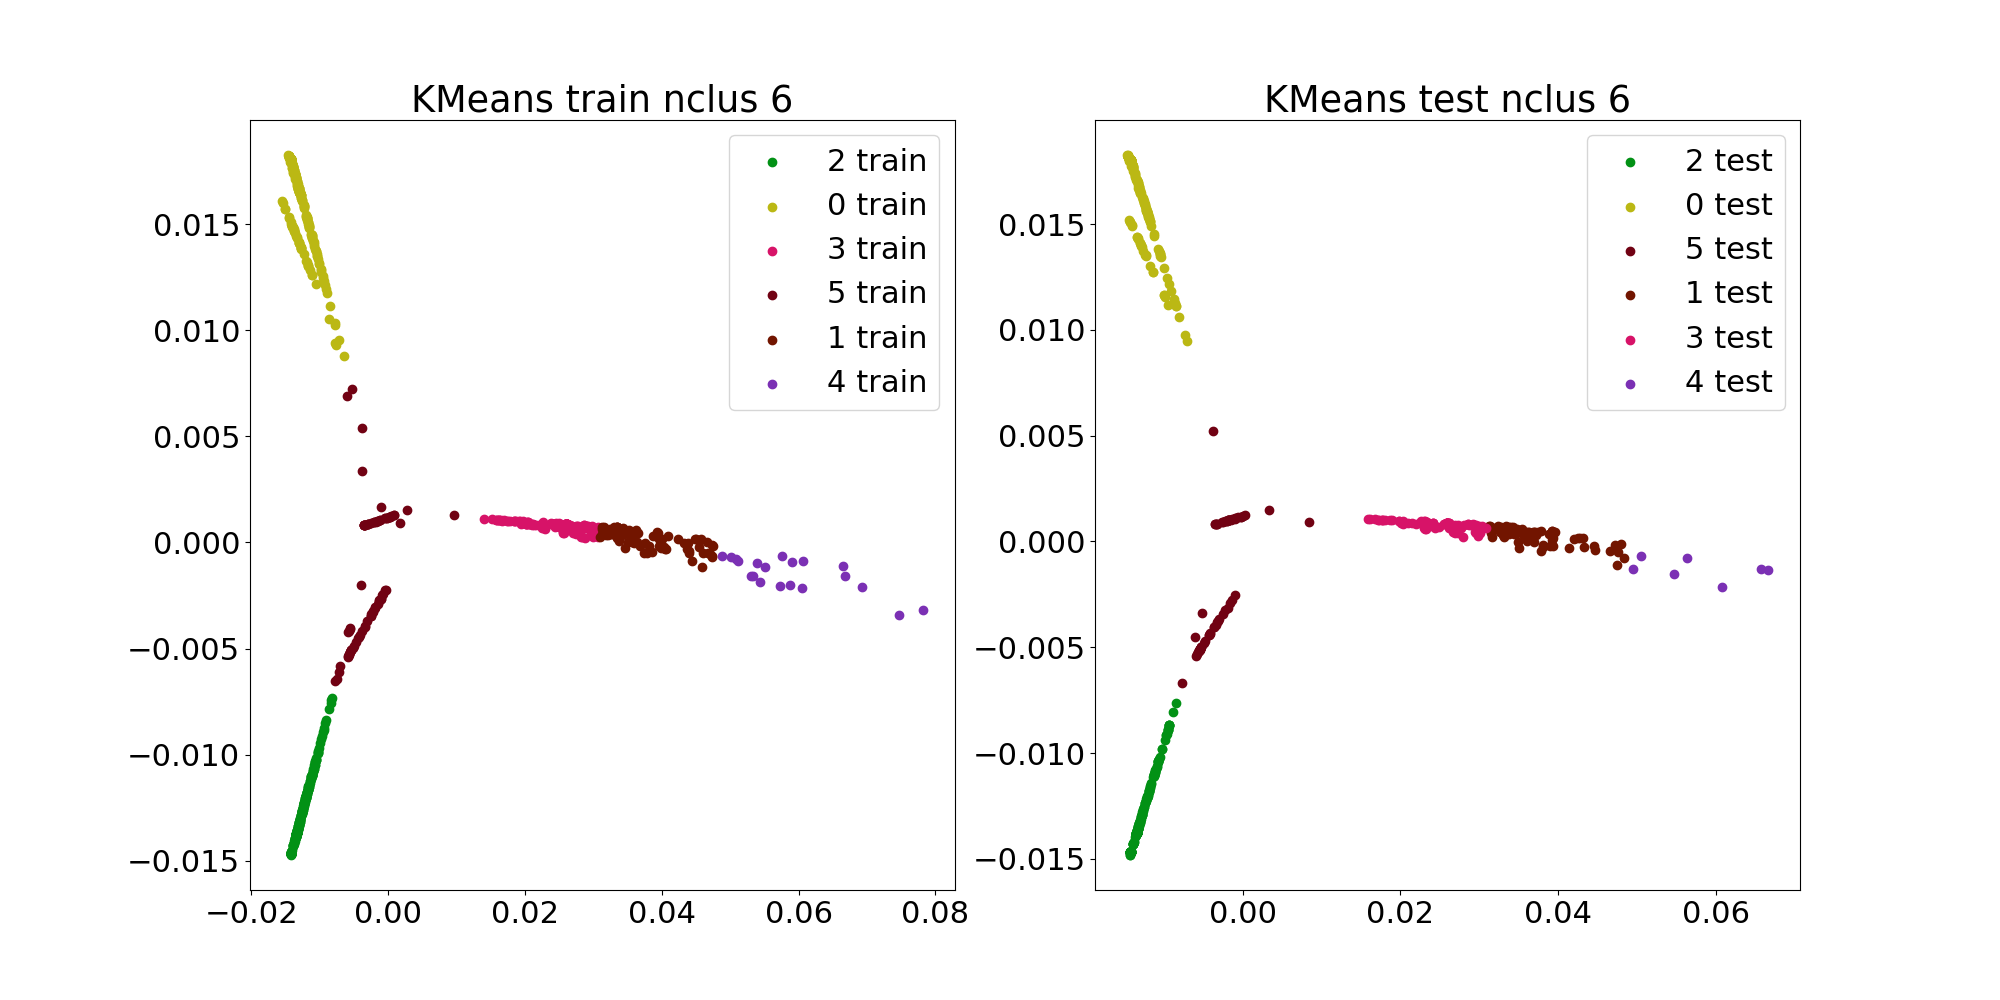 KMeans train nclus 6
2 train
0 train
3 train
5 train
1 train
4 train
0.015
0.010
0.005
0.000
−0.005
−0.010
−0.015
−0.02 0.00 0.02 0.04 0.06 0.08
KMeans test nclus 6
2 test
0 test
5 test
1 test
3 test
4 test
0.015
0.010
0.005
0.000
−0.005
−0.010
−0.015
0.00 0.02 0.04 0.06